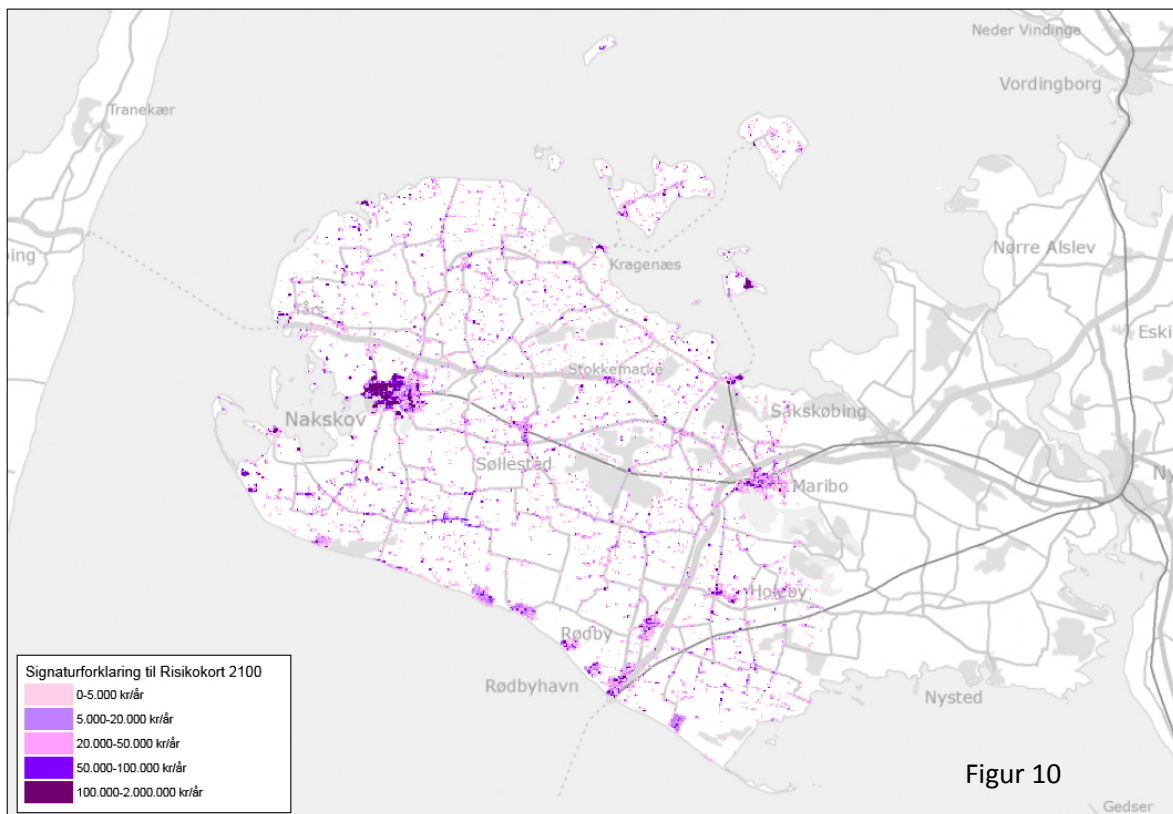 Neder Vindinge
Vordingborg
Tranekær
Nørre Alslev
Kragenæs
ping
Tårs
Eski
Stokkemarke
Sakskøbing
Nakskov
Søllested
Maribo
Ny
Holeby
Rødby
Rødbyhavn
Nysted
Signaturforklaring til Risikokort 2100
0-5.000 kr/år
5.000-20.000 kr/år
20.000-50.000 kr/år
50.000-100.000 kr/år
100.000-2.000.000 kr/år
Figur 10
Gedser